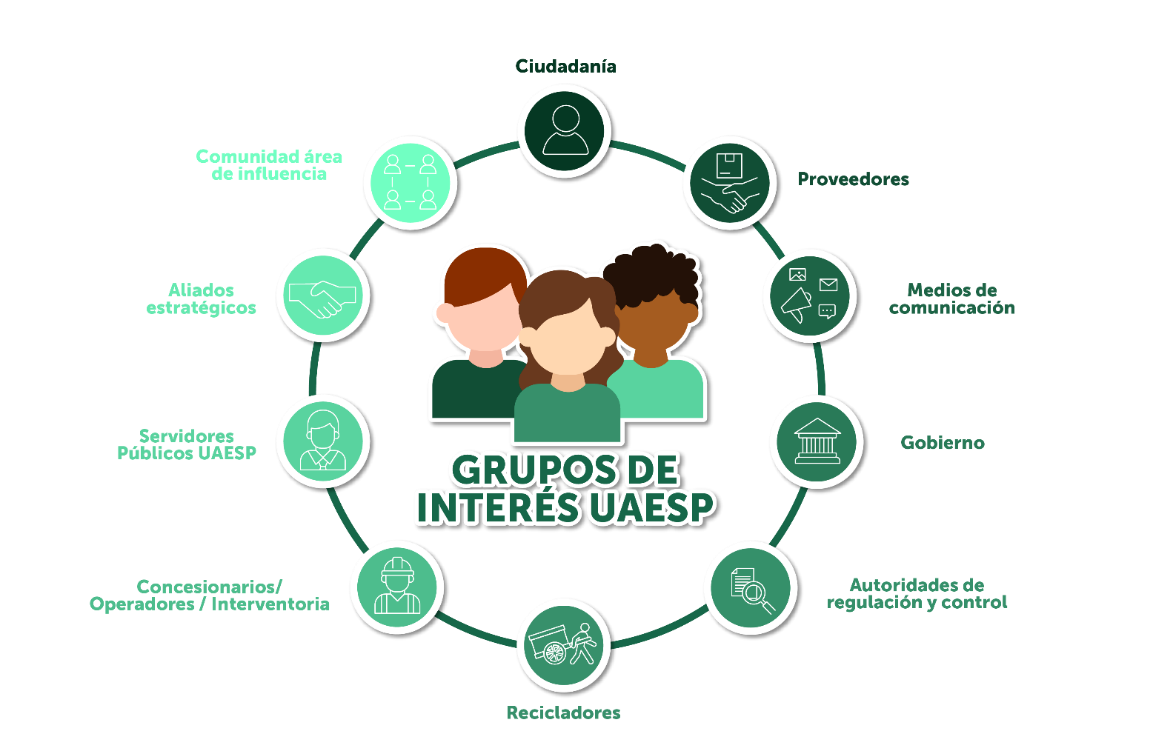 Ciudadanía
Proveedores
Medios de
comunicación
Gobierno
Autoridades de
regulación y control
Recicladores
Concesionarios/
Operadores / Interventoria
Servidores
Públicos UAESP
Aliados
estratégicos
Comunidad área
de influencia
GRUPOS DE
INTERÉS UAESP